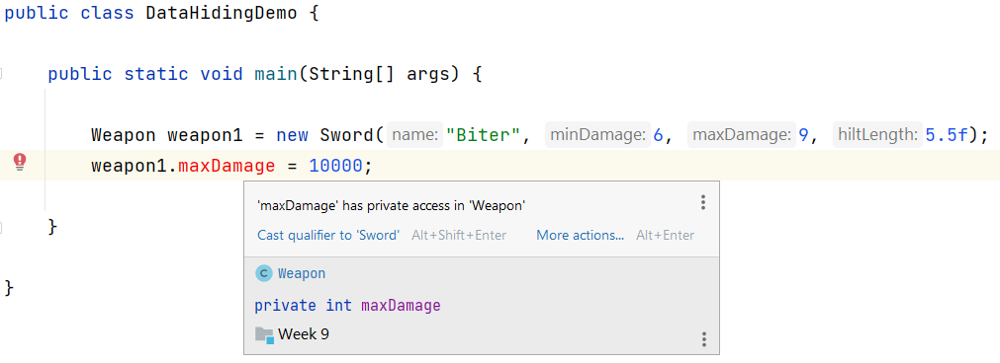 public class DataHidingDemo {
public static void main(String[] args) {
Weapon weapon1 = new Sword( name: "Biter", minDamage: 6, maxDamage: 9, hiltLength: 5.5f);
weapon1.maxDamage = 10000;
'maxDamage' has private access in 'Weapon'
Cast qualifier to 'Sword' Alt+Shift+Enter More actions... Alt+Enter
C Weapon
private int maxDamage
Week 9
}
}